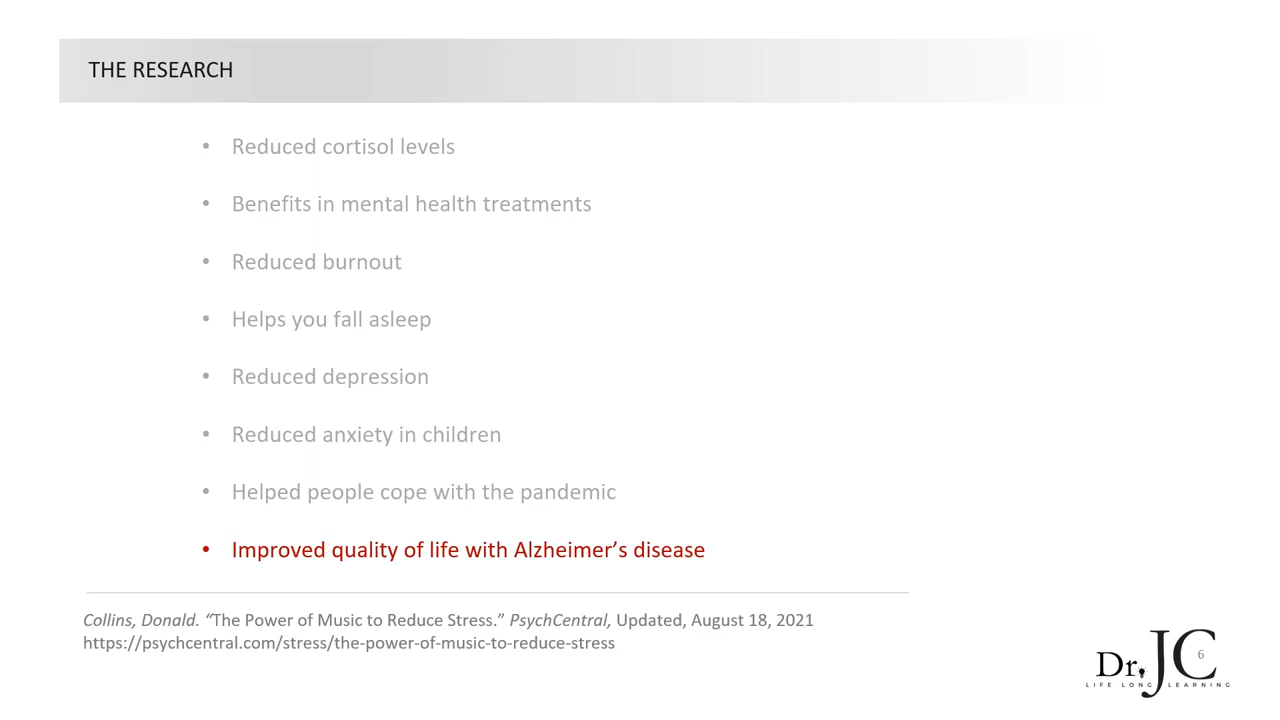 THE RESEARCH
• Reduced cortisol levels
• Benefits in mental health treatments
• Reduced burnout
• Helps you fall asleep
• Reduced depression
• Reduced anxiety in children
• Helped people cope with the pandemic
• Improved quality of life with Alzheimer’s disease
Collins, Donald. “The Power of Music to Reduce Stress.” PsychCentral, Updated, August 18, 2021
https://psychcentral.com/stress/the-power-of-music-to-reduce-stress
Dr. JC
6
LIFE LONG LEARNING